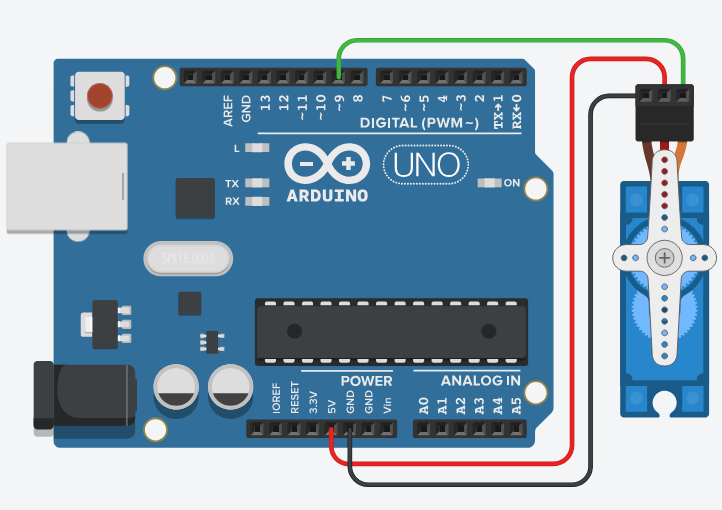 AREF
GND
13
12
~11
~10
~9
8
7
~6
~5
4
~3
2
TX→1
RX←0
DIGITAL (PWM~)
L
TX
RX
ARDUINO
UNO
ON
SPK16.000G
POWER
ANALOG IN
IOREF
RESET
3.3V
5V
GND
GND
Vin
A0
A1
A2
A3
A4
A5